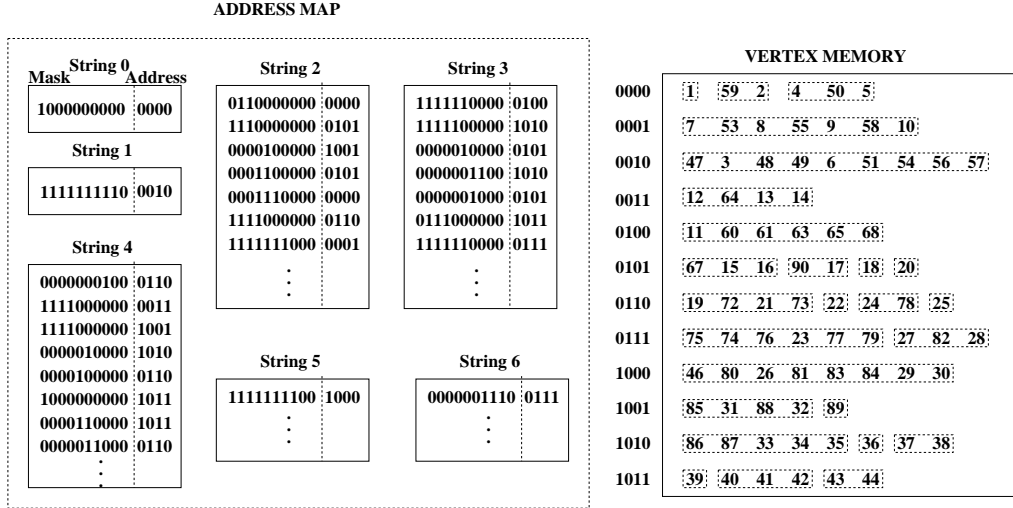 ADDRESS MAP
String 0
Mask Address
1000000000 0000
String 1
1111111110 0010
String 2
0110000000 0000
1110000000 0101
0000100000 1001
0001100000 0101
0001110000 0000
1111000000 0110
1111111000 0001
String 3
1111110000 0100
1111100000 1010
0000010000 0101
0000001100 1010
0000001000 0101
0111000000 1011
1111110000 0111
String 4
0000000100 0110
1111000000 0011
1111000000 1001
0000010000 1010
0000100000 0110
1000000000 1011
0000110000 1011
0000011000 0110
String 5
1111111100 1000
String 6
0000001110 0111
VERTEX MEMORY
0000 1 59 2 4 50 5
0001 7 53 8 55 9 58 10
0010 47 3 48 49 6 51 54 56 57
0011 12 64 13 14
0100 11 60 61 63 65 68
0101 67 15 16 90 17 18 20
0110 19 72 21 73 22 24 78 25
0111 75 74 76 23 77 79 27 82 28
1000 46 80 26 81 83 84 29 30
1001 85 31 88 32 89
1010 86 87 33 34 35 36 37 38
1011 39 40 41 42 43 44